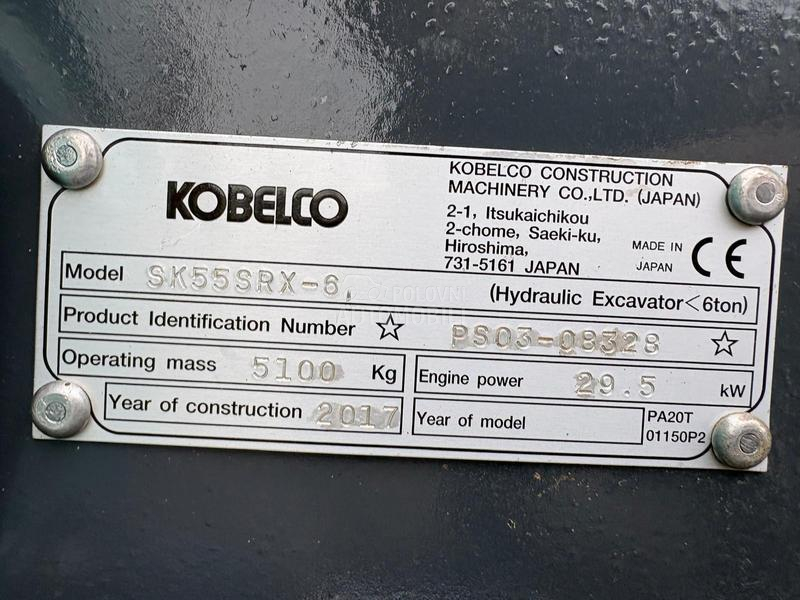 KOBELCO
KOBELCO CONSTRUCTION
MACHINERY CO.,LTD. (JAPAN)
2-1, Itsukaichikou
2-chome, Saeki-ku,
Hiroshima,
731-5161 JAPAN
MADE IN
JAPAN
CE
Model SK55SRX-6, (Hydraulic Excavator<6ton)
POLOVNI
AUTOMOBILI
Product Identification Number ☆ PS03-08328 ☆
Operating mass 5100 Kg
Engine power 29.5 kW
Year of construction 2017
Year of model
PA20T
01150P2